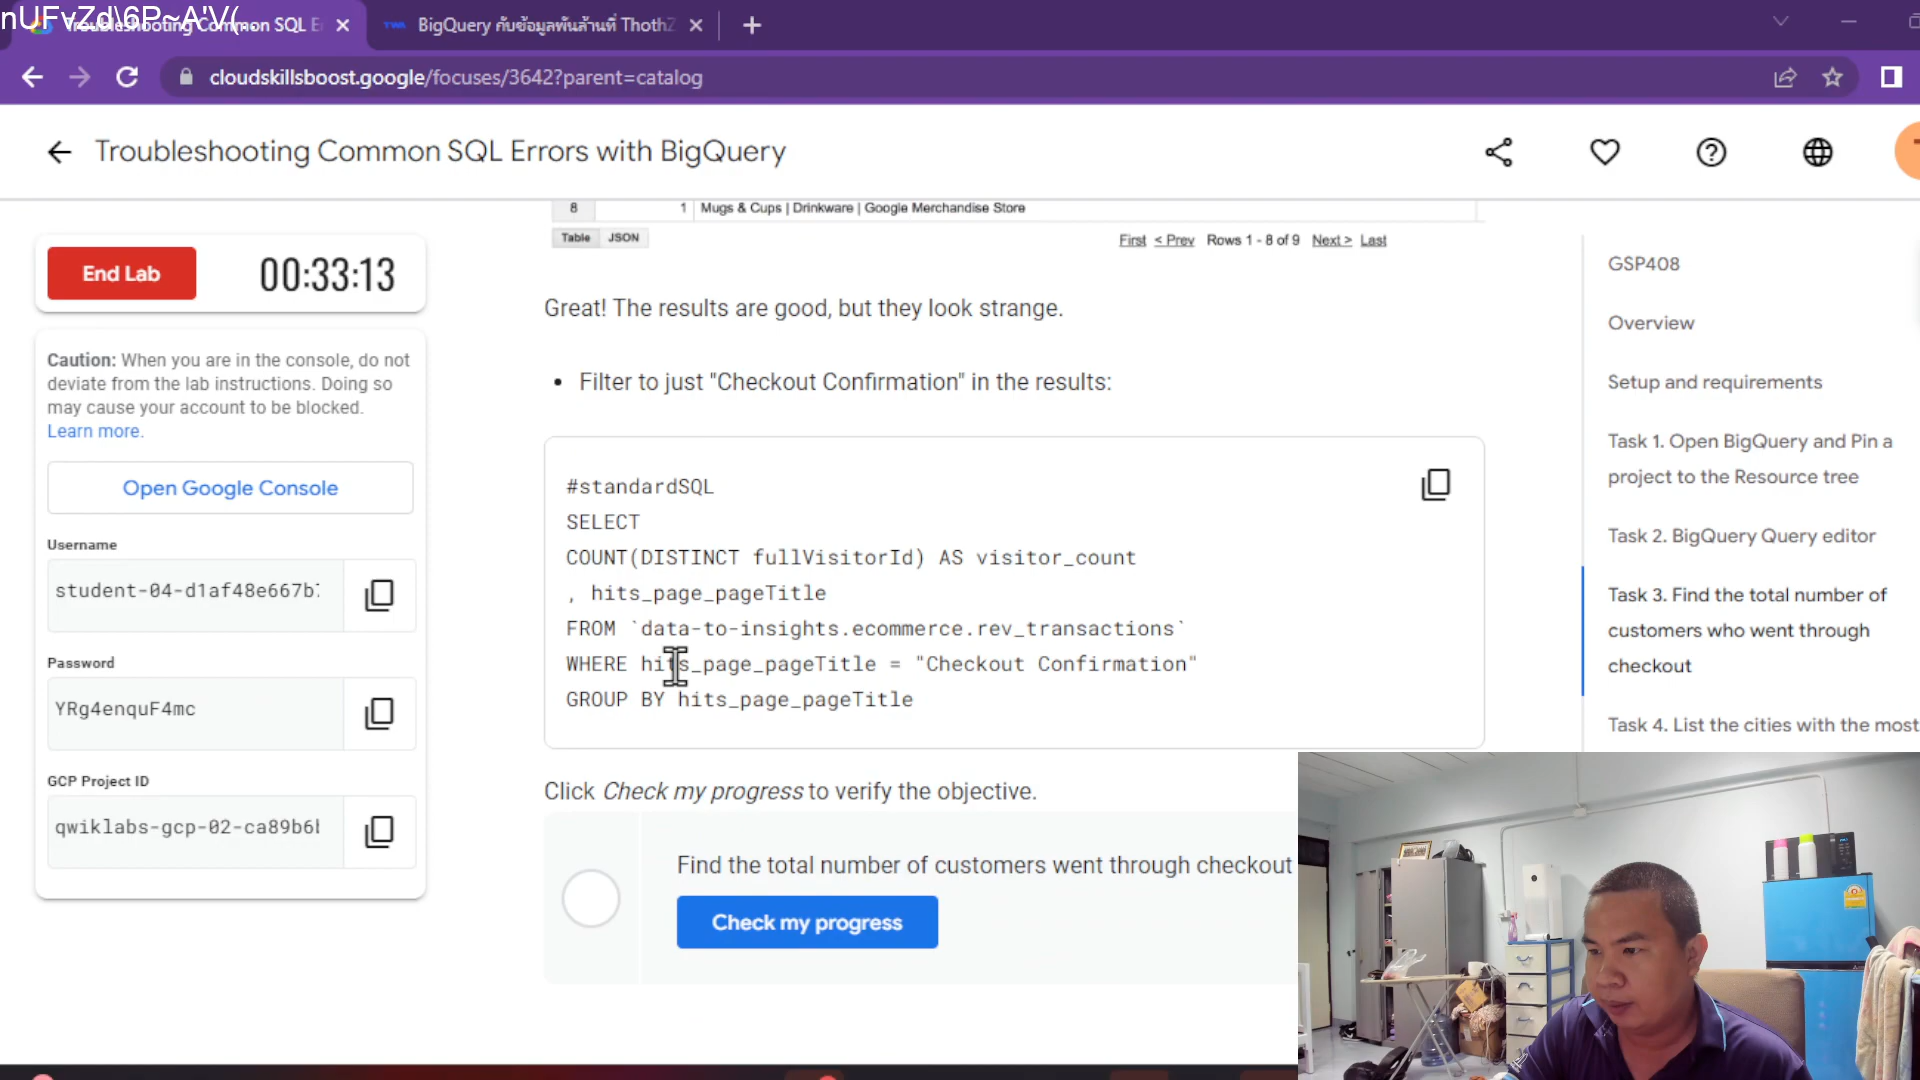 nUFvZd\6P~A'V(..
Troubleshooting Common SQL E
TWA BigQuery กับข้อมูลพันล้านที่ ThothZ
cloudskillsboost.google/focuses/3642?parent=catalog
Troubleshooting Common SQL Errors with BigQuery
End Lab
00:33:13
Caution: When you are in the console, do not
deviate from the lab instructions. Doing so
may cause your account to be blocked.
Learn more.
Open Google Console
Username
student-04-d1af48e667b
Password
YRg4enquF4mc
GCP Project ID
qwiklabs-gcp-02-ca89b6
8 1 Mugs & Cups | Drinkware | Google Merchandise Store
Table JSON First < Prev Rows 1 - 8 of 9 Next > Last
Great! The results are good, but they look strange.
• Filter to just "Checkout Confirmation" in the results:
#standardSQL
SELECT
COUNT(DISTINCT fullVisitorId) AS visitor_count
, hits_page_pageTitle
FROM `data-to-insights.ecommerce.rev_transactions`
WHERE hits_page_pageTitle = "Checkout Confirmation"
GROUP BY hits_page_pageTitle
Click Check my progress to verify the objective.
Find the total number of customers went through checkout
Check my progress
GSP408
Overview
Setup and requirements
Task 1. Open BigQuery and Pin a
project to the Resource tree
Task 2. BigQuery Query editor
Task 3. Find the total number of
customers who went through
checkout
Task 4. List the cities with the most